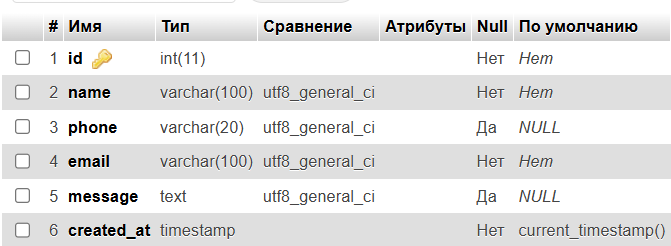 # Имя Тип Сравнение Атрибуты Null По умолчанию
1 id int(11) Нет Нет
2 name varchar(100) utf8_general_ci Нет Нет
3 phone varchar(20) utf8_general_ci Да NULL
4 email varchar(100) utf8_general_ci Нет Нет
5 message text utf8_general_ci Да NULL
6 created_at timestamp Нет current_timestamp()